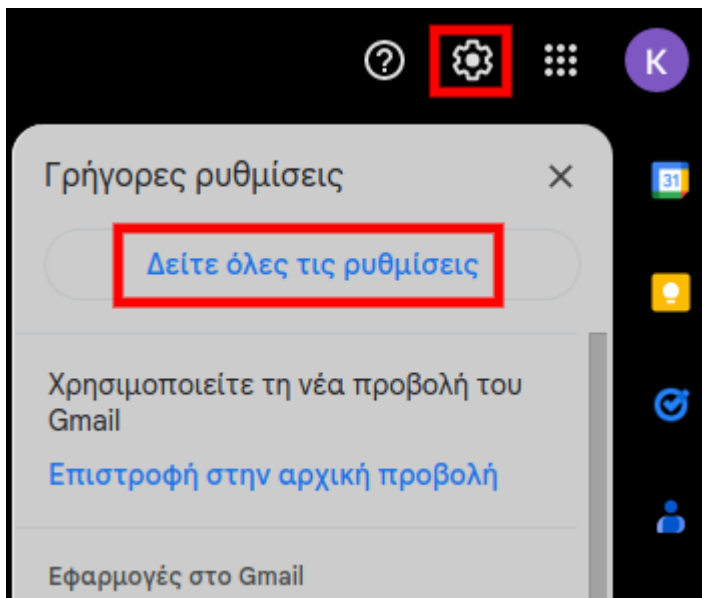 K
Γρήγορες ρυθμίσεις
31
Δείτε όλες τις ρυθμίσεις
Χρησιμοποιείτε τη νέα προβολή του
Gmail
Επιστροφή στην αρχική προβολή
Εφαρμογές στο Gmail